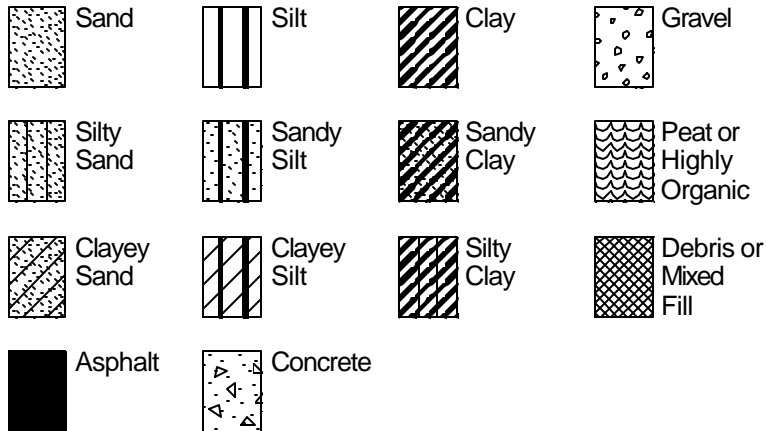 Sand
Silt
Clay
Gravel
Silty
Sand
Sandy
Silt
Sandy
Clay
Peat or
Highly
Organic
Clayey
Sand
Clayey
Silt
Silty
Clay
Debris or
Mixed
Fill
Asphalt
Concrete